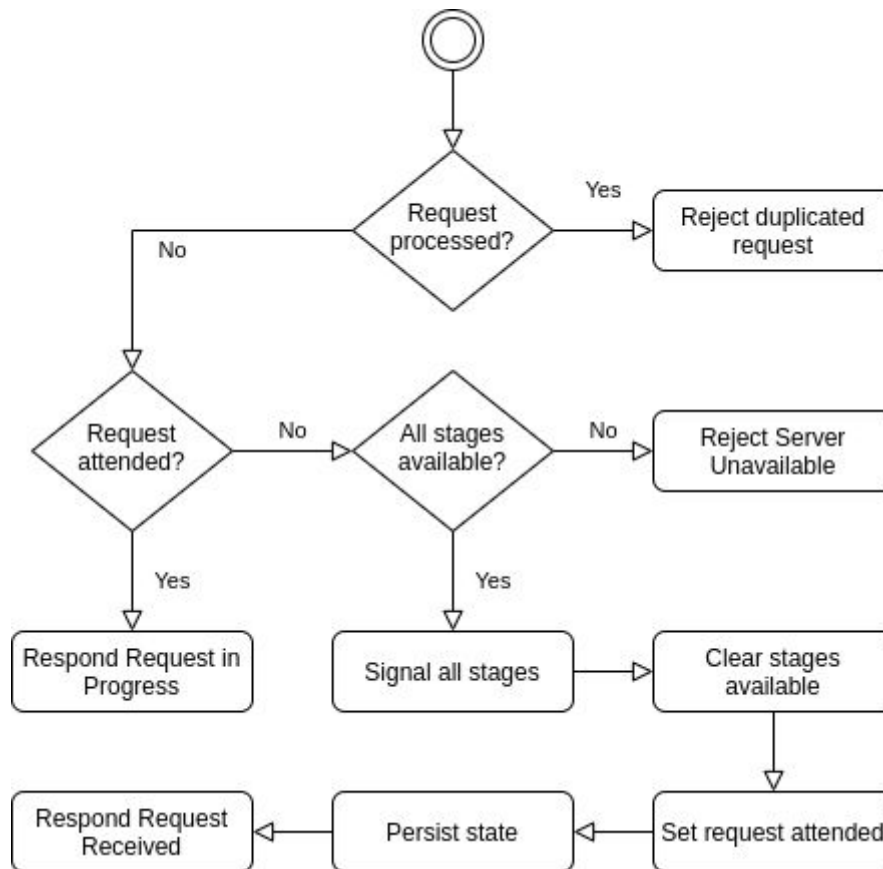 Request
processed?
Yes
Reject duplicated
request
No
Request
attended?
No
All stages
available?
No
Reject Server
Unavailable
Yes
Yes
Respond Request in
Progress
Signal all stages
Clear stages
available
Respond Request
Received
Persist state
Set request attended